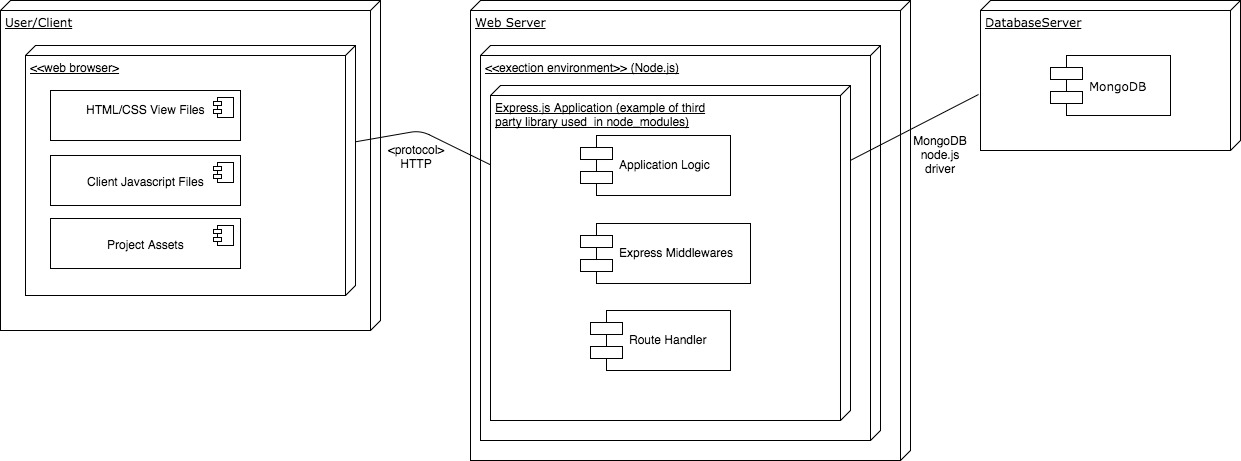 User/Client
<<web browser>
HTML/CSS View Files
Client Javascript Files
Project Assets
<protocol>
HTTP
Web Server
<<exection environment>> (Node.js)
Express.js Application (example of third
party library used  in node_modules)
Application Logic
Express Middlewares
Route Handler
MongoDB
node.js
driver
DatabaseServer
MongoDB